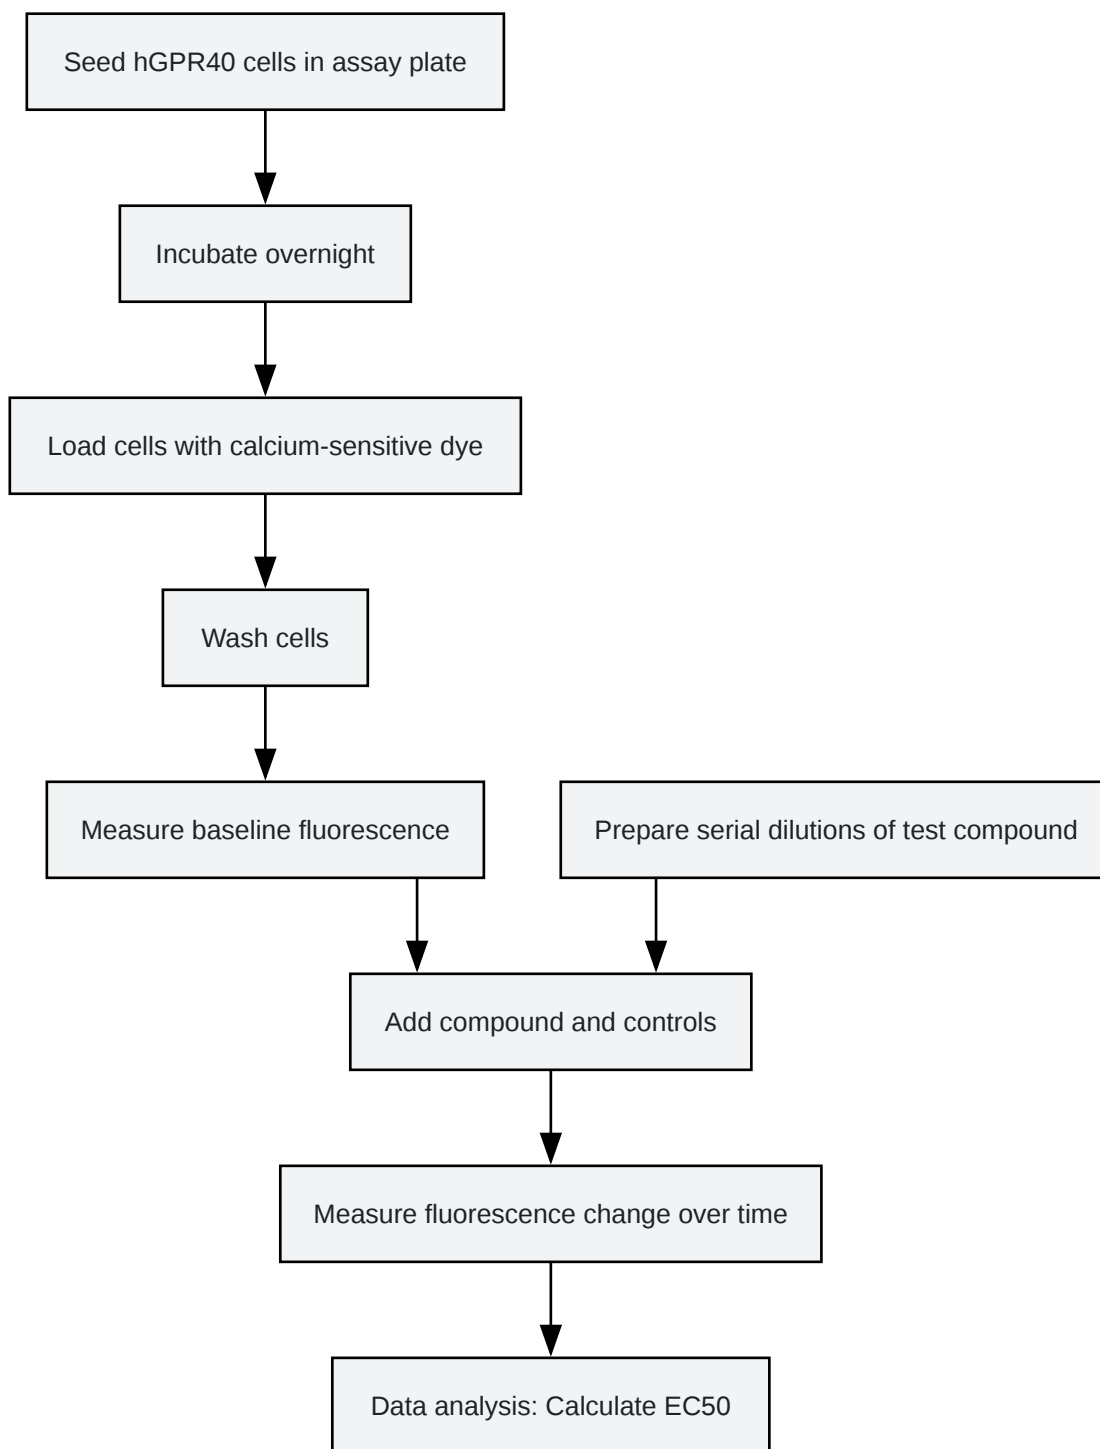 Seed hGPR40 cells in assay plate
Incubate overnight
Load cells with calcium-sensitive dye
Wash cells
Measure baseline fluorescence
Prepare serial dilutions of test compound
Add compound and controls
Measure fluorescence change over time
Data analysis: Calculate EC50